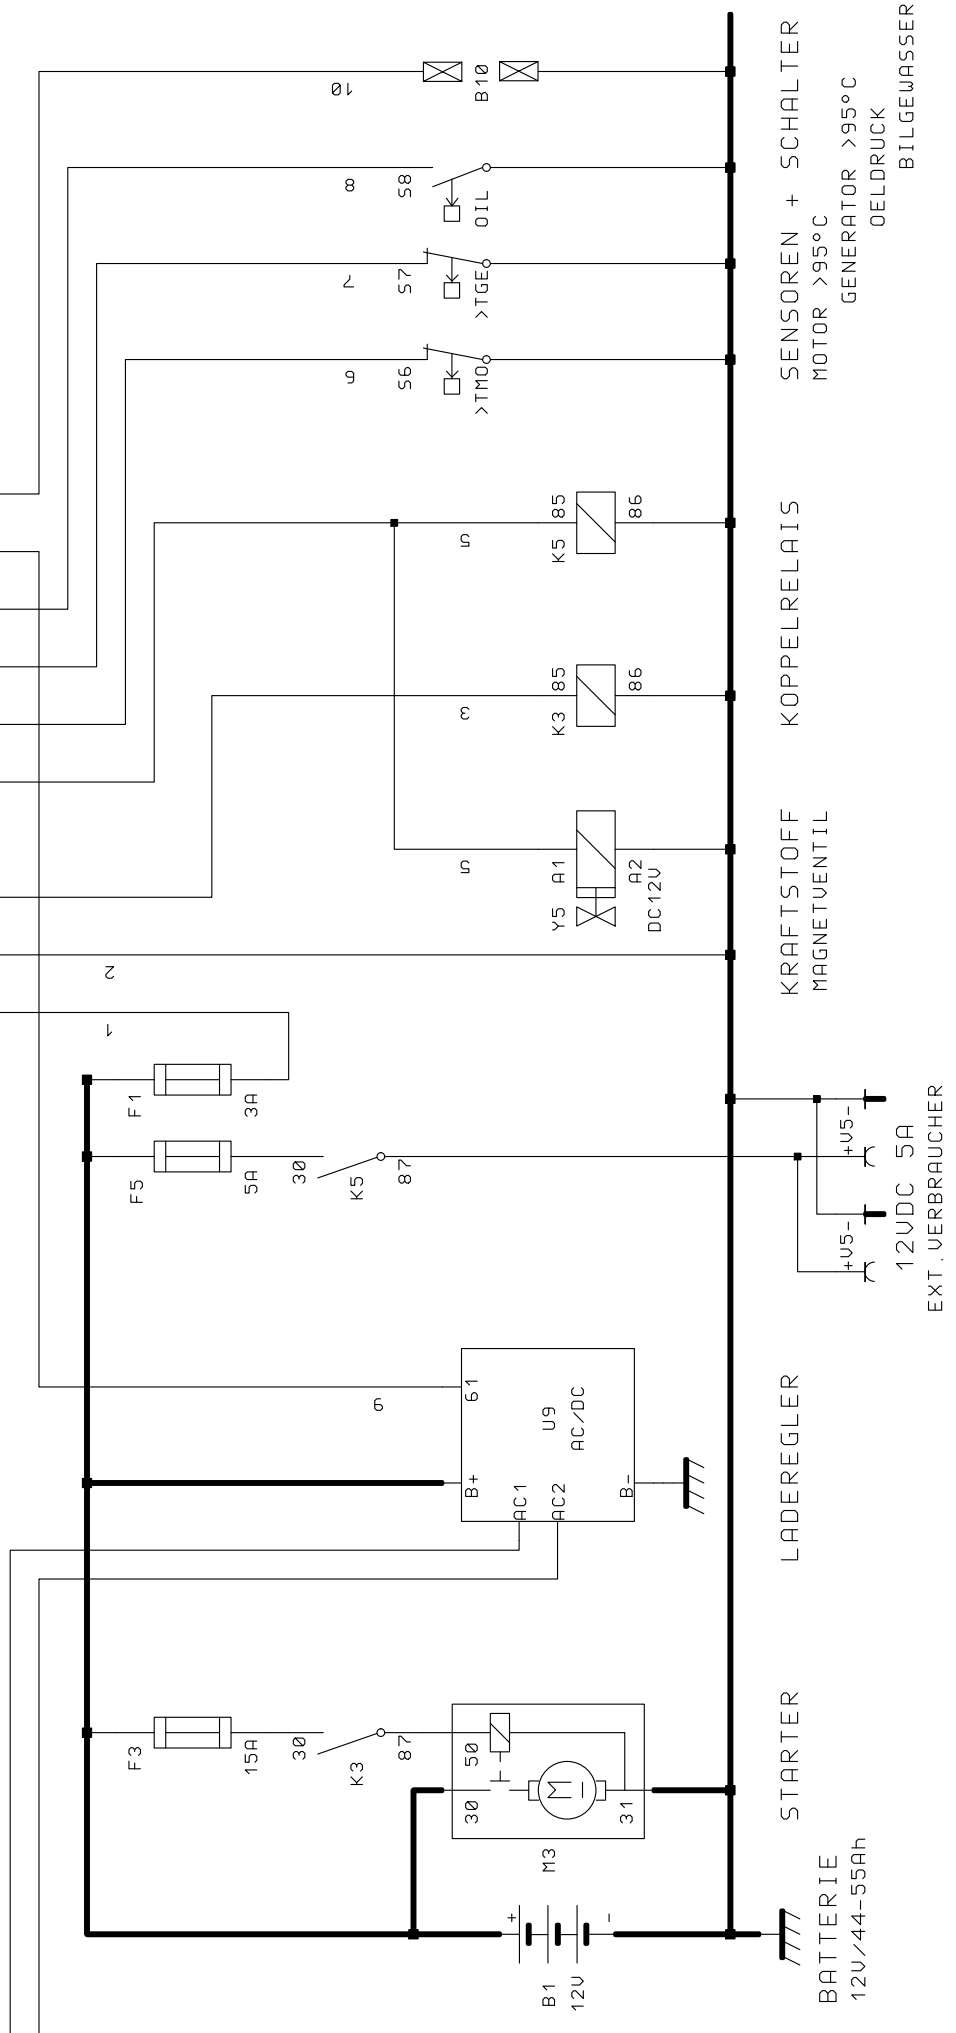 BATTERIE
12V/44-55Ah
B1
12V
+
-
STARTER
F3
15A
30
K3
87
M3
30
50
M
31
LADEREGLER
B+
61
AC1
AC2
U9
AC/DC
B-
9
F5
5A
30
K5
87
F1
3A
1
2
+V5-
+V5-
12VDC 5A
EXT.VERBRAUCHER
KRAFTSTOFF
MAGNETVENTIL
5
Y5
A1
A2
DC12V
KOPPELRELAIS
3
K3
85
86
5
K5
85
86
SENSOREN + SCHALTER
MOTOR >95°C
GENERATOR >95°C
OELDRUCK
BILGEWASSER
6
S6
>TMO
7
S7
>TGE
8
S8
OIL
10
B10